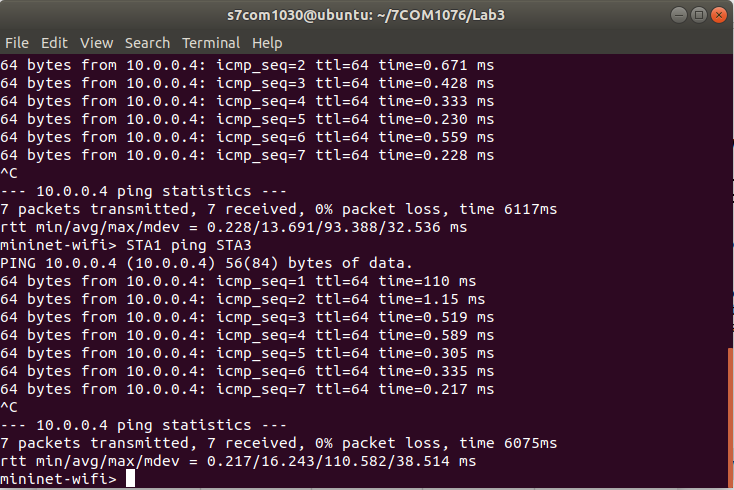 s7com1030@ubuntu: ~/7COM1076/Lab3
File Edit View Search Terminal Help
64 bytes from 10.0.0.4: icmp_seq=2 ttl=64 time=0.671 ms
64 bytes from 10.0.0.4: icmp_seq=3 ttl=64 time=0.428 ms
64 bytes from 10.0.0.4: icmp_seq=4 ttl=64 time=0.333 ms
64 bytes from 10.0.0.4: icmp_seq=5 ttl=64 time=0.230 ms
64 bytes from 10.0.0.4: icmp_seq=6 ttl=64 time=0.559 ms
64 bytes from 10.0.0.4: icmp_seq=7 ttl=64 time=0.228 ms
^C
--- 10.0.0.4 ping statistics ---
7 packets transmitted, 7 received, 0% packet loss, time 6117ms
rtt min/avg/max/mdev = 0.228/13.691/93.388/32.536 ms
mininet-wifi> STA1 ping STA3
PING 10.0.0.4 (10.0.0.4) 56(84) bytes of data.
64 bytes from 10.0.0.4: icmp_seq=1 ttl=64 time=110 ms
64 bytes from 10.0.0.4: icmp_seq=2 ttl=64 time=1.15 ms
64 bytes from 10.0.0.4: icmp_seq=3 ttl=64 time=0.519 ms
64 bytes from 10.0.0.4: icmp_seq=4 ttl=64 time=0.589 ms
64 bytes from 10.0.0.4: icmp_seq=5 ttl=64 time=0.305 ms
64 bytes from 10.0.0.4: icmp_seq=6 ttl=64 time=0.335 ms
64 bytes from 10.0.0.4: icmp_seq=7 ttl=64 time=0.217 ms
^C
--- 10.0.0.4 ping statistics ---
7 packets transmitted, 7 received, 0% packet loss, time 6075ms
rtt min/avg/max/mdev = 0.217/16.243/110.582/38.514 ms
mininet-wifi>